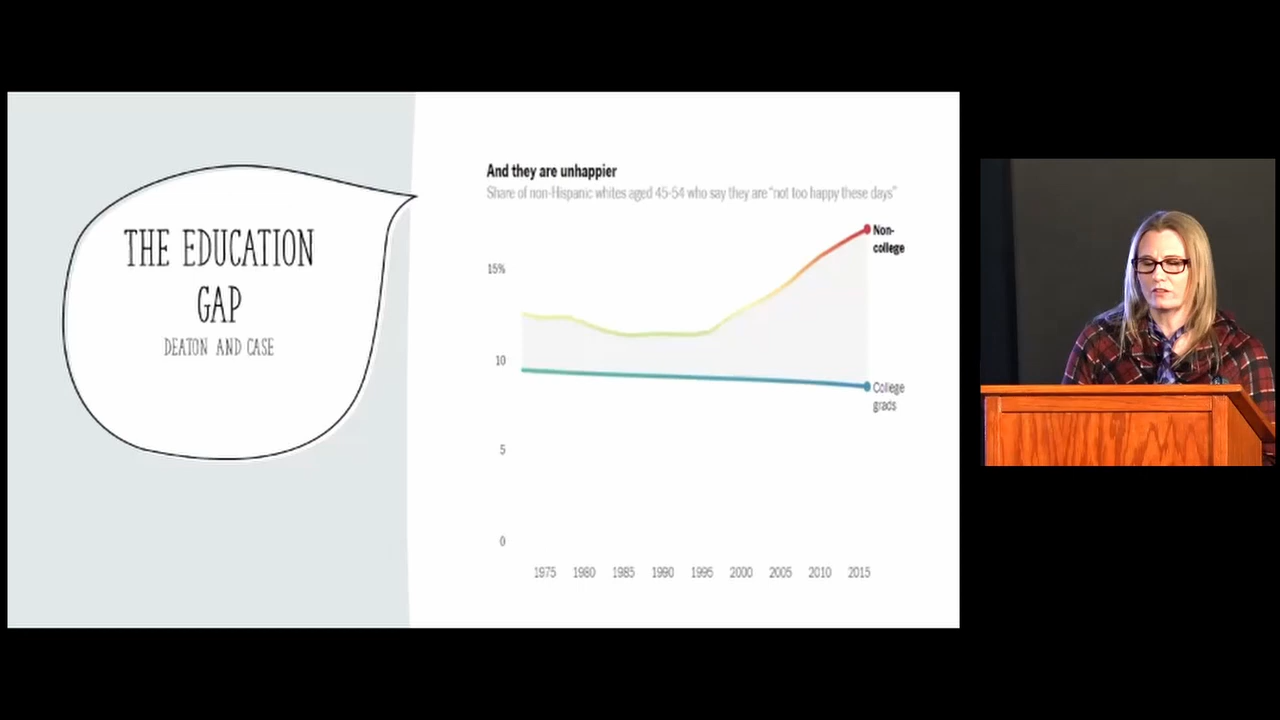 THE EDUCATION
GAP
DEATON AND CASE
And they are unhappier
Share of non-Hispanic whites aged 45-54 who say they are “not too happy these days”
Non-
college
15%
10
College
grads
5
0
1975 1980 1985 1990 1995 2000 2005 2010 2015